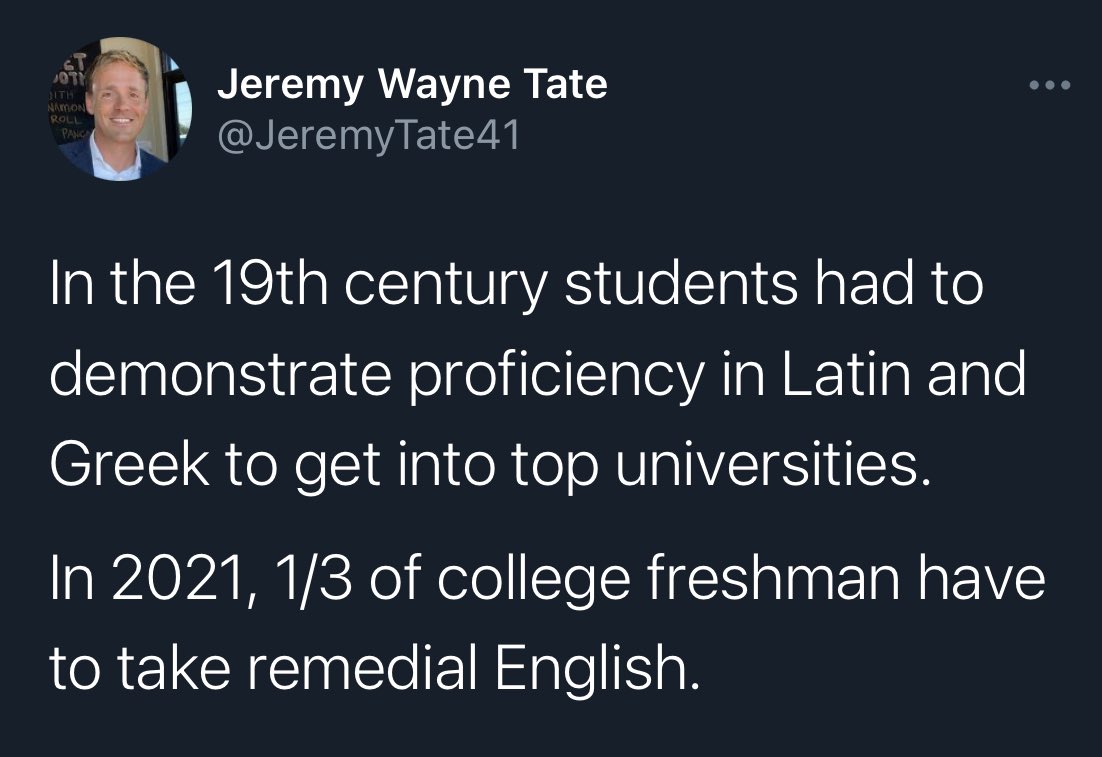 Jeremy Wayne Tate
@JeremyTate41
In the 19th century students had to
demonstrate proficiency in Latin and
Greek to get into top universities.
In 2021, 1/3 of college freshman have
to take remedial English.